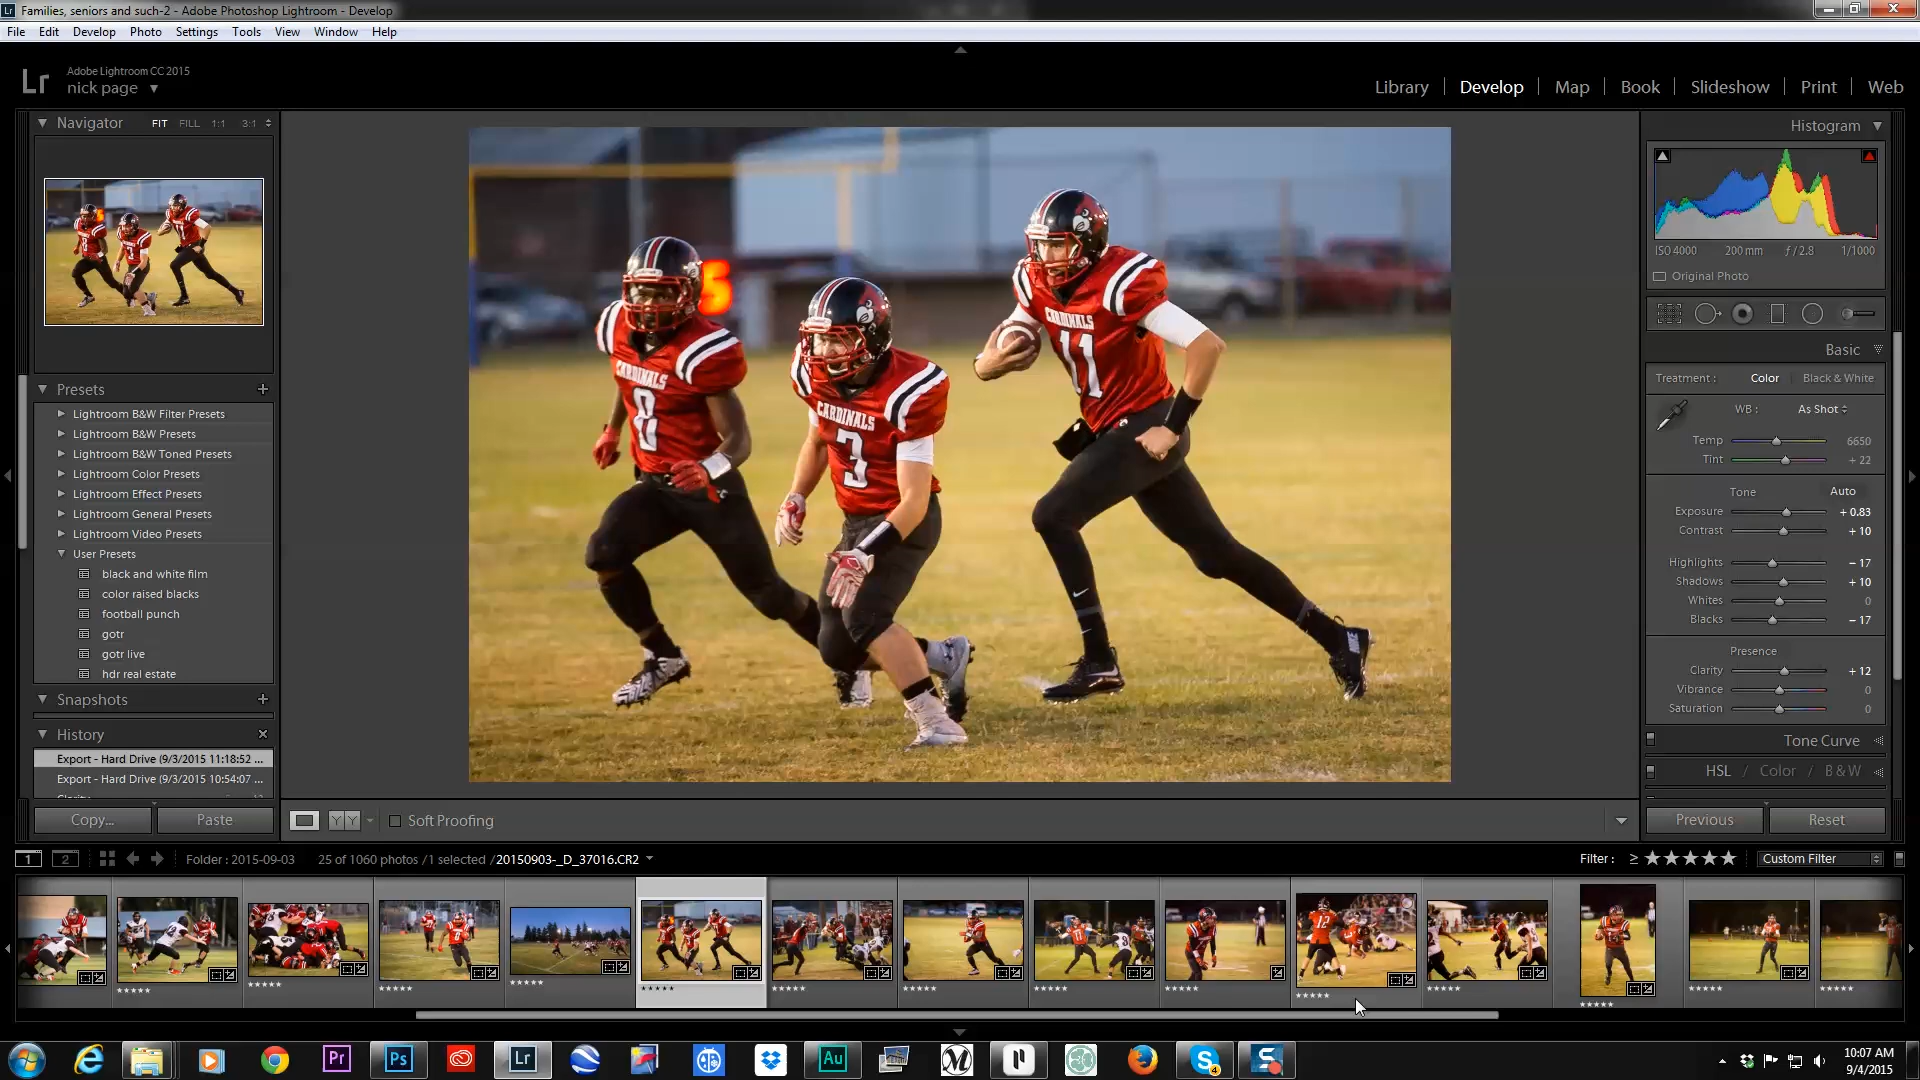 Families, seniors and such-2 - Adobe Photoshop Lightroom - Develop
File Edit Develop Photo Settings Tools View Window Help
Lr Adobe Lightroom CC 2015
nick page
Library Develop Map Book Slideshow Print Web
Navigator FIT FILL 1:1 3:1
Presets
Lightroom B&W Filter Presets
Lightroom B&W Presets
Lightroom B&W Toned Presets
Lightroom Color Presets
Lightroom Effect Presets
Lightroom General Presets
Lightroom Video Presets
User Presets
black and white film
color raised blacks
football punch
gotr
gotr live
hdr real estate
Snapshots
History
Export - Hard Drive (9/3/2015 11:18:52 ...
Export - Hard Drive (9/3/2015 10:54:07 ...
Copy... Paste
5
CARDINALS
8
CARDINALS
3
CARDINALS
11
Soft Proofing
Histogram
ISO 4000 200 mm ƒ / 2.8 1/1000
Original Photo
Basic
Treatment : Color Black & White
WB : As Shot
Temp 6650
Tint + 22
Tone Auto
Exposure + 0.83
Contrast + 10
Highlights − 17
Shadows + 10
Whites 0
Blacks − 17
Presence
Clarity + 12
Vibrance 0
Saturation 0
Tone Curve
HSL / Color / B & W
Previous Reset
1 2 Folder : 2015-09-03 25 of 1060 photos / 1 selected / 20150903-_D_37016.CR2
Filter : ≥ ★★★★★ Custom Filter
12
Pr Ps Lr Au
4
10:07 AM
9/4/2015